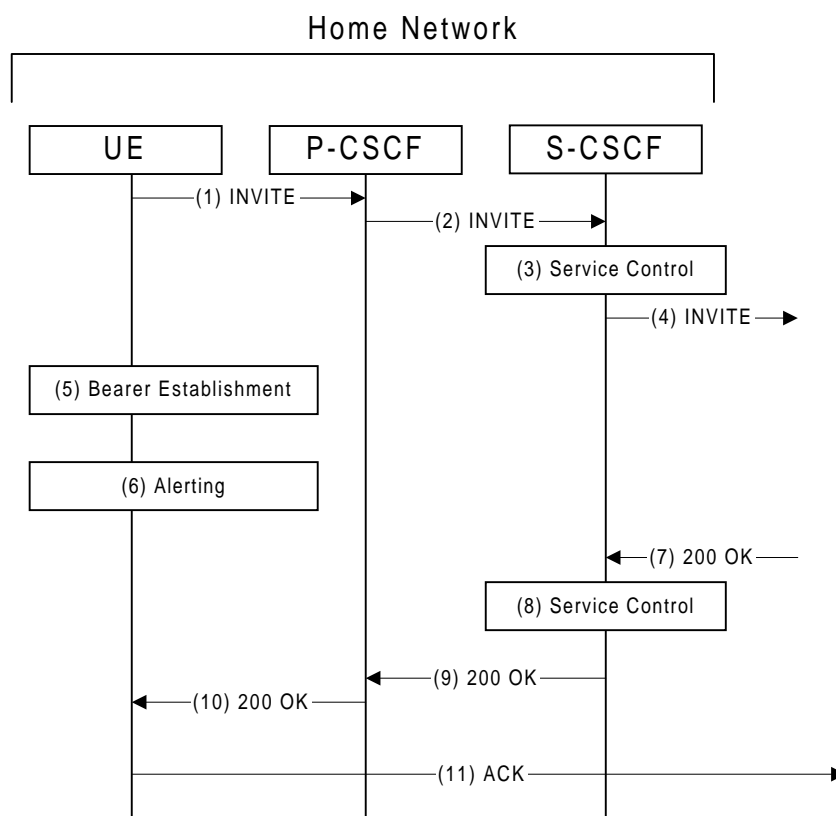 Home Network
UE
P-CSCF
S-CSCF
(1) INVITE
(2) INVITE
(3) Service Control
(4) INVITE
(5) Bearer Establishment
(6) Alerting
(7) 200 OK
(8) Service Control
(9) 200 OK
(10) 200 OK
(11) ACK